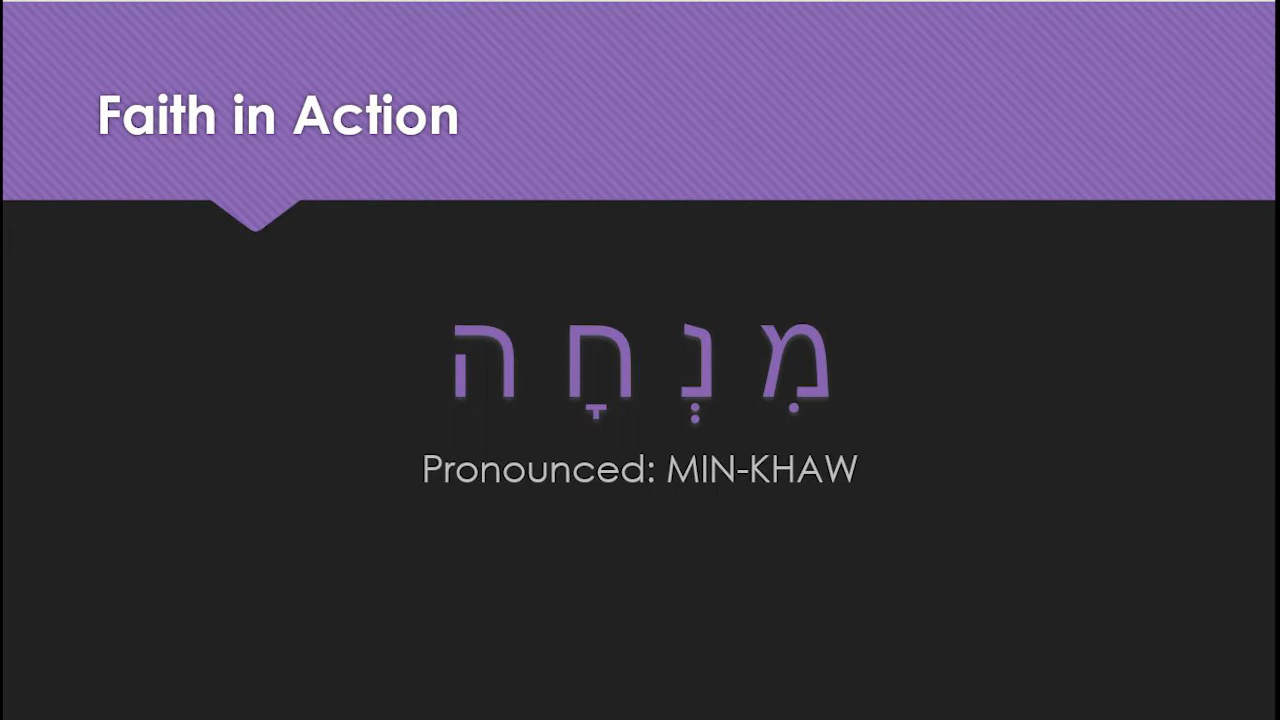 Faith in Action
מִ נְ חָ ה
Pronounced: MIN-KHAW